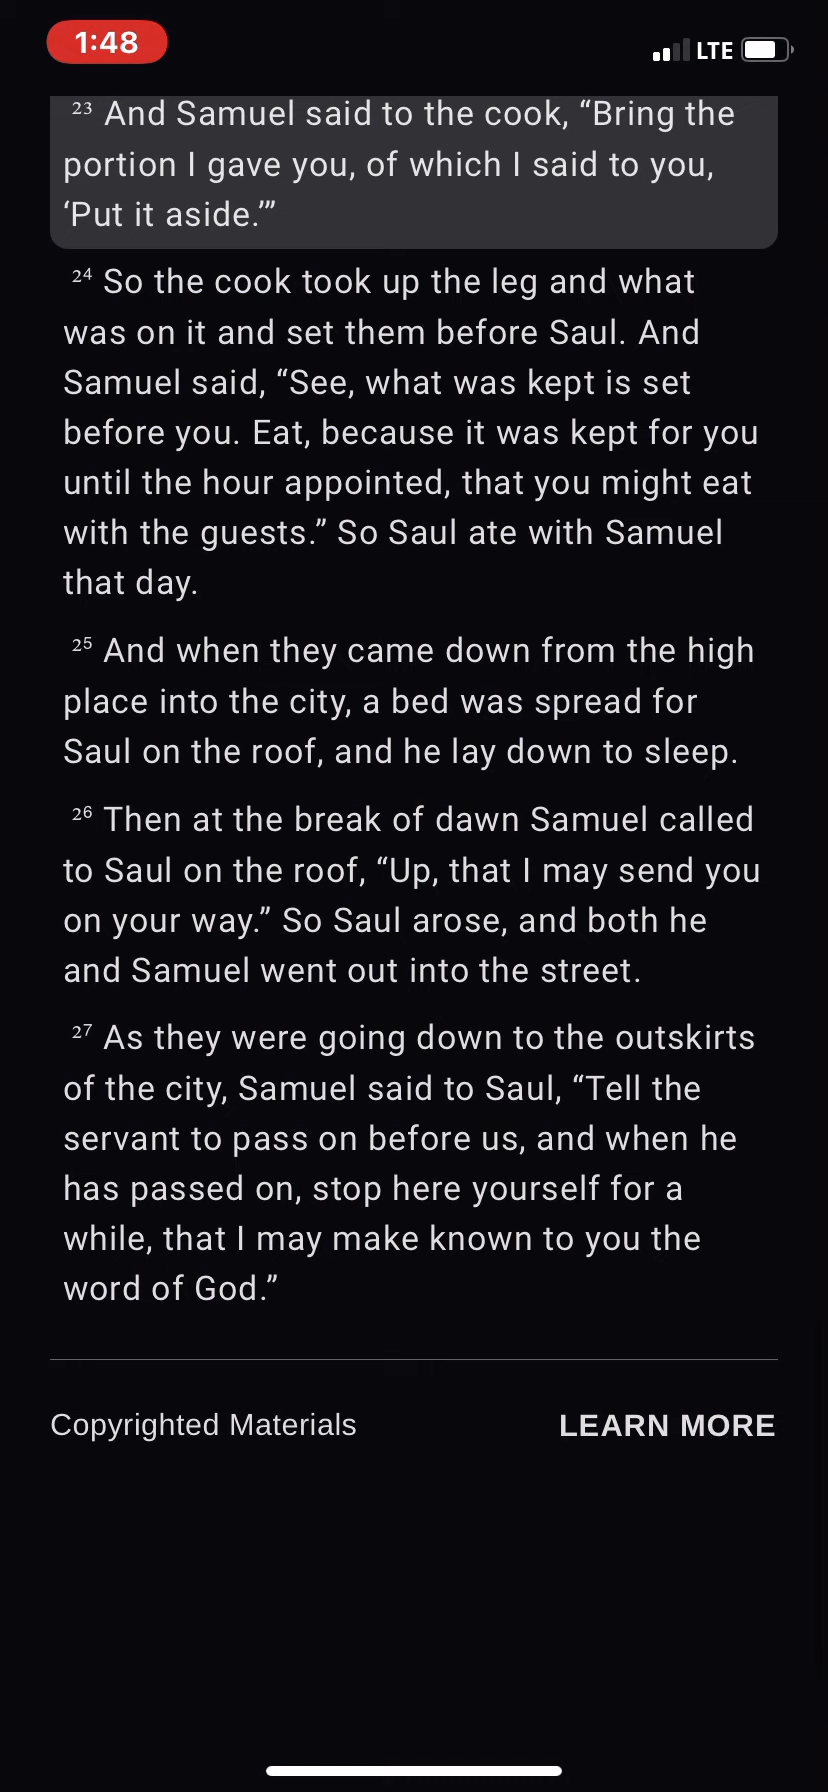 1:48
LTE
23 And Samuel said to the cook, “Bring the
portion I gave you, of which I said to you,
‘Put it aside.’”
24 So the cook took up the leg and what
was on it and set them before Saul. And
Samuel said, “See, what was kept is set
before you. Eat, because it was kept for you
until the hour appointed, that you might eat
with the guests.” So Saul ate with Samuel
that day.
25 And when they came down from the high
place into the city, a bed was spread for
Saul on the roof, and he lay down to sleep.
26 Then at the break of dawn Samuel called
to Saul on the roof, “Up, that I may send you
on your way.” So Saul arose, and both he
and Samuel went out into the street.
27 As they were going down to the outskirts
of the city, Samuel said to Saul, “Tell the
servant to pass on before us, and when he
has passed on, stop here yourself for a
while, that I may make known to you the
word of God.”
Copyrighted Materials
LEARN MORE